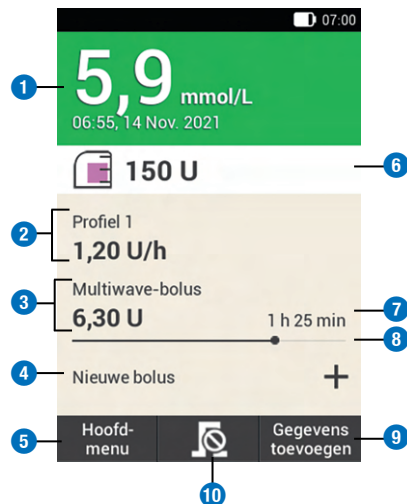 07:00
5,9 mmol/L
06:55, 14 Nov. 2021
150 U
Profiel 1
1,20 U/h
Multiwave-bolus
6,30 U
1 h 25 min
Nieuwe bolus
Hoofd-
menu
Gegevens
toevoegen
1
2
3
4
5
6
7
8
9
10